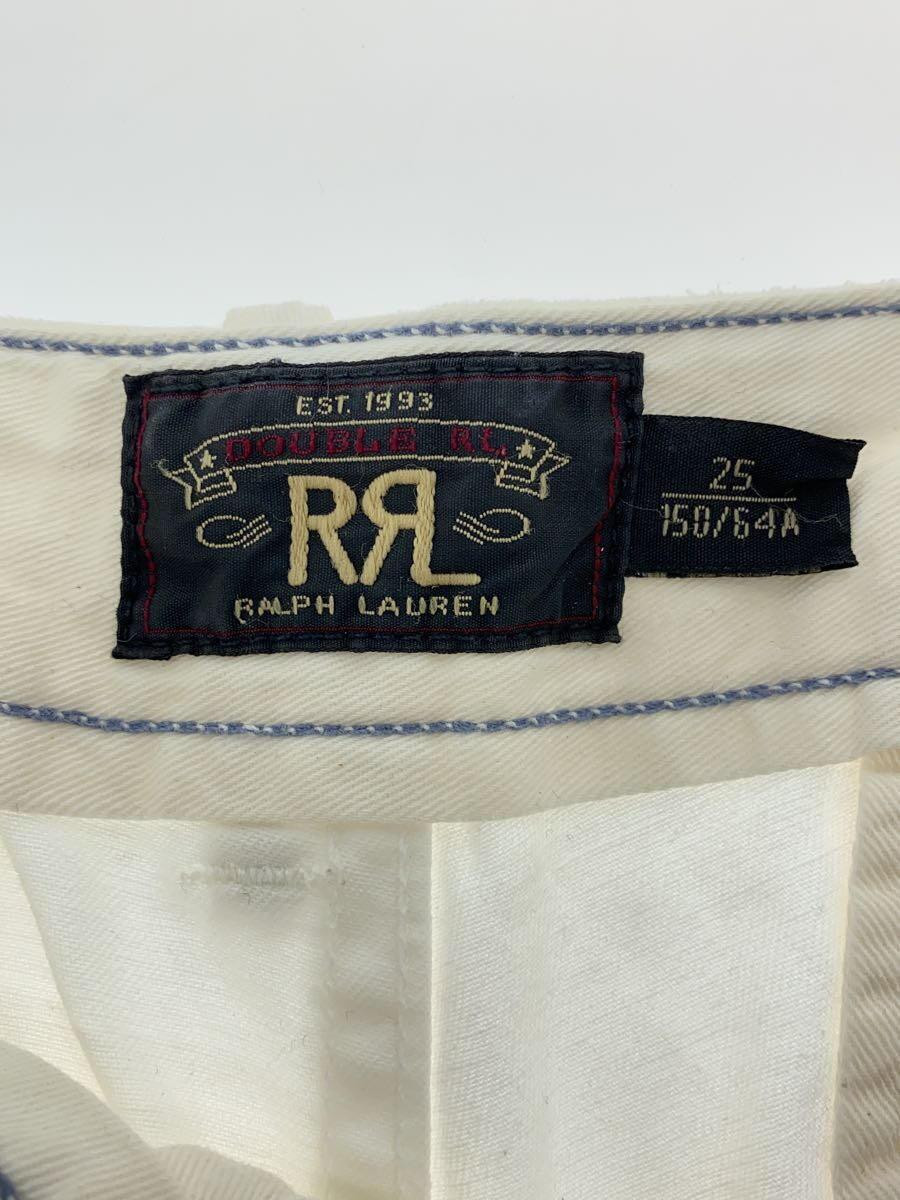 EST. 1993
DOUBLE RL
RRL
RALPH LAUREN
25
150/64A